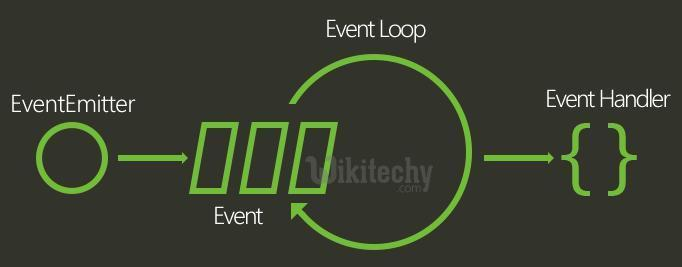 Event Loop
EventEmitter
Event Handler
{ }
Wikitechy
.com
Event